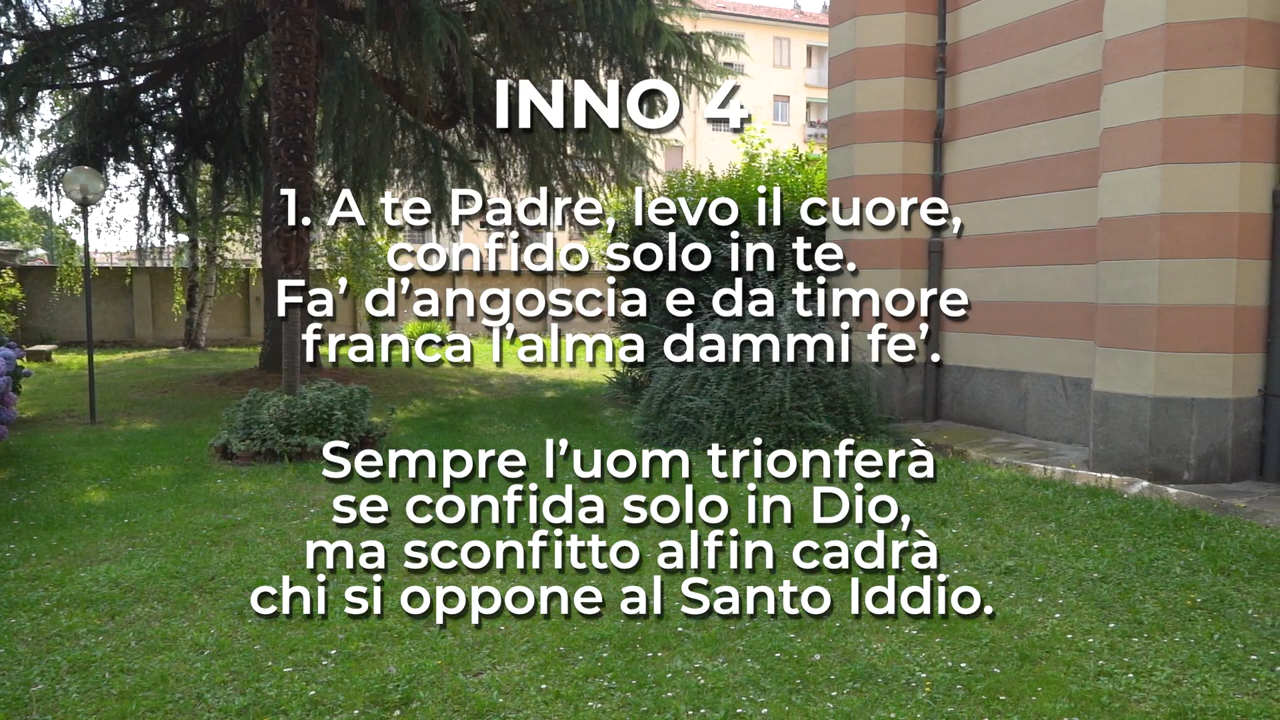 INNO 4
1. A te Padre, levo il cuore,
confido solo in te.
Fa’ d’angoscia e da timore
franca l’alma dammi fe’.
Sempre l’uom trionferà
se confida solo in Dio,
ma sconfitto alfin cadrà
chi si oppone al Santo Iddio.